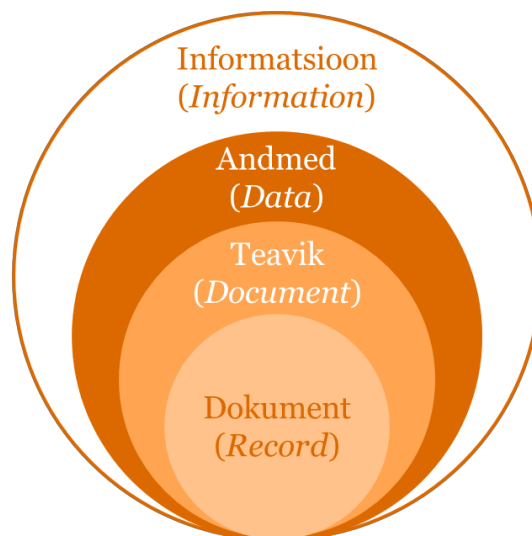 Informatsioon
(Information)
Andmed
(Data)
Teavik
(Document)
Dokument
(Record)